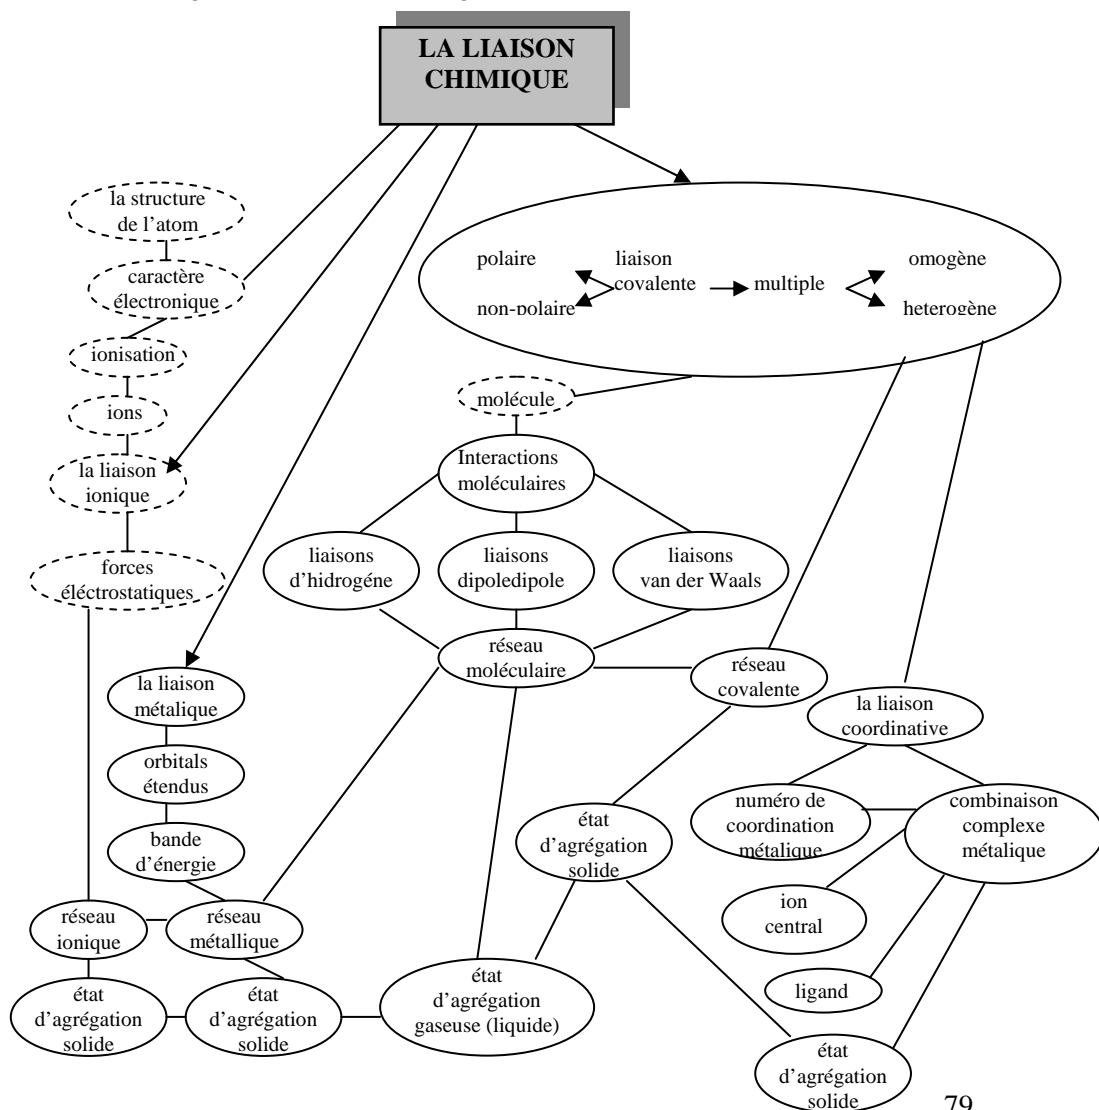 LA LIAISON
CHIMIQUE
la structure
de l'atom
caractère
électronique
ionisation
ions
la liaison
ionique
forces
éléctrostatiques
polaire
non-polaire
liaison
covalente
multiple
omogène
heterogène
molécule
Interactions
moléculaires
liaisons
d'hidrogéne
liaisons
dipoledipole
liaisons
van der Waals
réseau
moléculaire
réseau
covalente
la liaison
métalique
la liaison
coordinative
orbitals
étendus
bande
d'énergie
état
d'agrégation
solide
numéro de
coordination
métalique
combinaison
complexe
métalique
réseau
ionique
réseau
métallique
ion
central
état
d'agrégation
solide
état
d'agrégation
solide
état
d'agrégation
gaseuse (liquide)
ligand
état
d'agrégation
solide
79